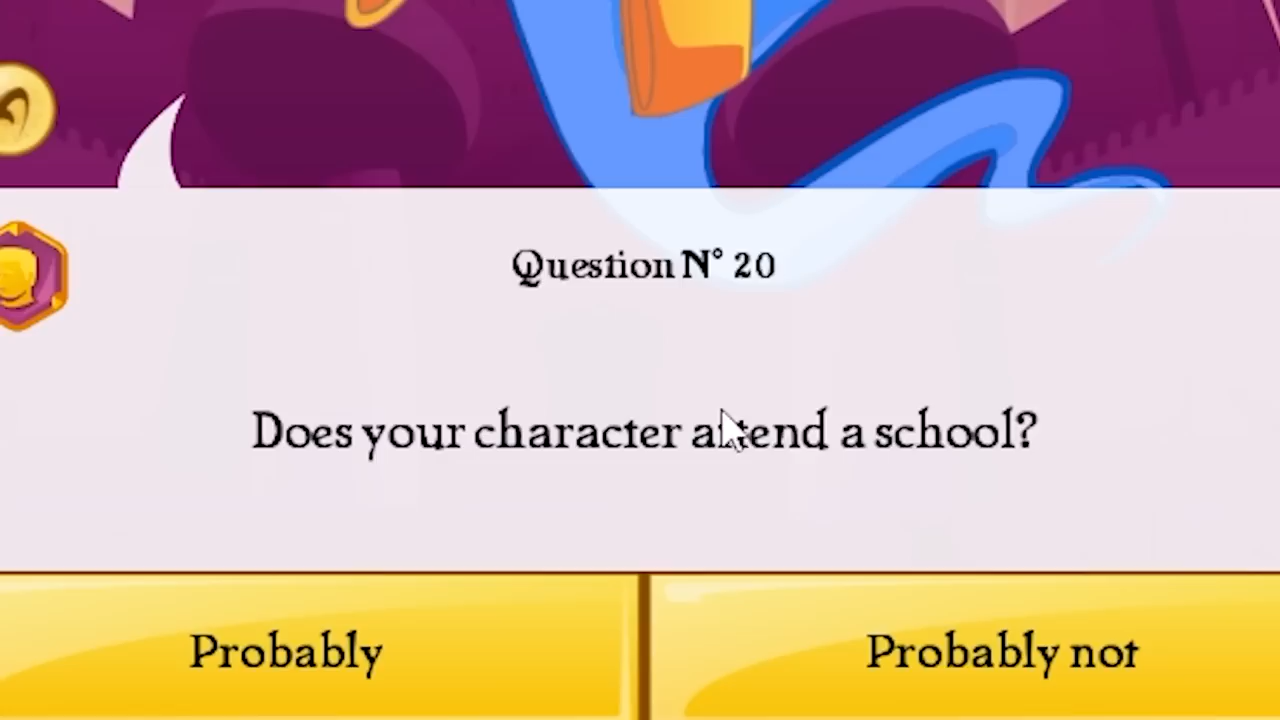 Question N° 20
Does your character attend a school?
Probably
Probably not